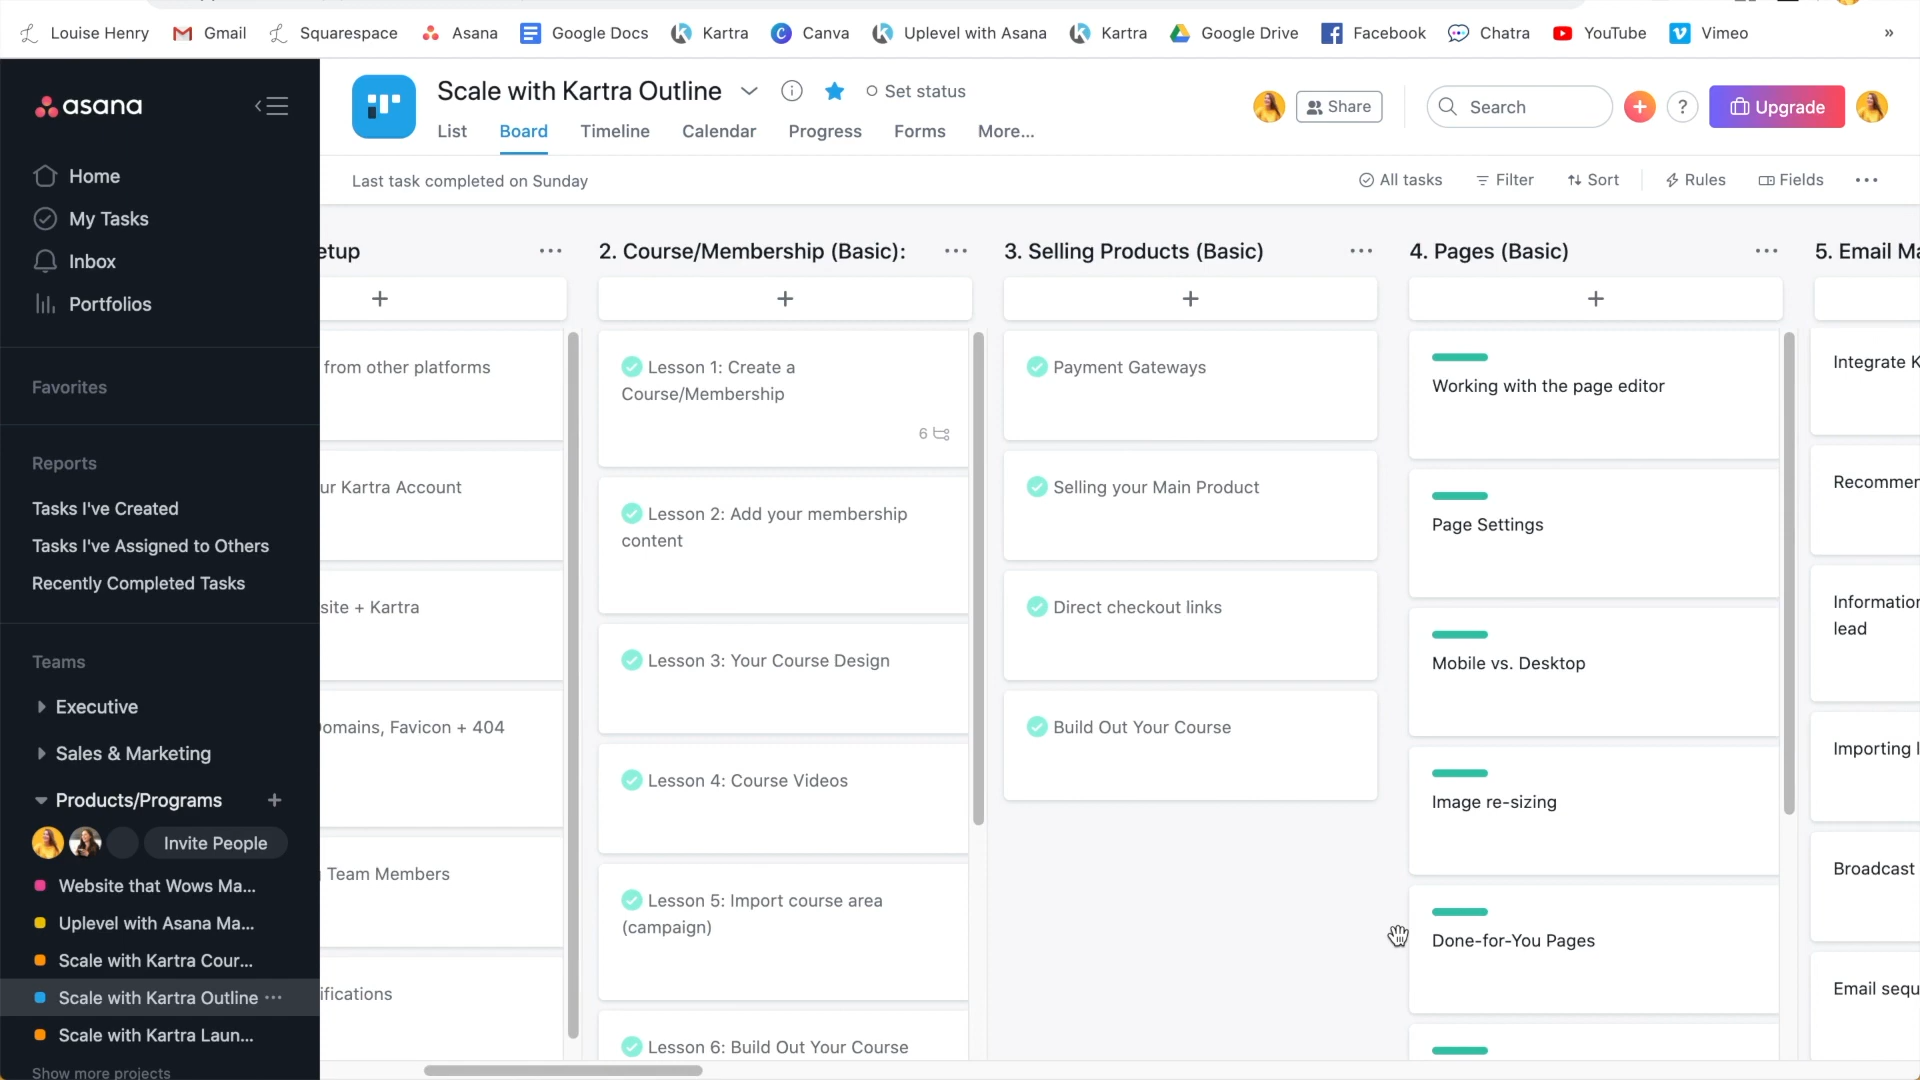 Louise Henry
Gmail
Squarespace
Asana
Google Docs
Kartra
Canva
Uplevel with Asana
Kartra
Google Drive
Facebook
Chatra
YouTube
Vimeo
»
asana
Home
My Tasks
Inbox
Portfolios
Favorites
Reports
Tasks I've Created
Tasks I've Assigned to Others
Recently Completed Tasks
Teams
Executive
Sales & Marketing
Products/Programs
Invite People
Website that Wows Ma...
Uplevel with Asana Ma...
Scale with Kartra Cour...
Scale with Kartra Outline
Scale with Kartra Laun...
Show more projects
Scale with Kartra Outline
Set status
List
Board
Timeline
Calendar
Progress
Forms
More...
Share
Search
?
Upgrade
Last task completed on Sunday
All tasks
Filter
Sort
Rules
Fields
etup
from other platforms
ur Kartra Account
site + Kartra
omains, Favicon + 404
Team Members
ifications
2. Course/Membership (Basic):
Lesson 1: Create a
Course/Membership
6
Lesson 2: Add your membership
content
Lesson 3: Your Course Design
Lesson 4: Course Videos
Lesson 5: Import course area
(campaign)
Lesson 6: Build Out Your Course
3. Selling Products (Basic)
Payment Gateways
Selling your Main Product
Direct checkout links
Build Out Your Course
4. Pages (Basic)
Working with the page editor
Page Settings
Mobile vs. Desktop
Image re-sizing
Done-for-You Pages
5. Email Ma
Integrate K
Recommen
Information
lead
Importing l
Broadcast
Email sequ